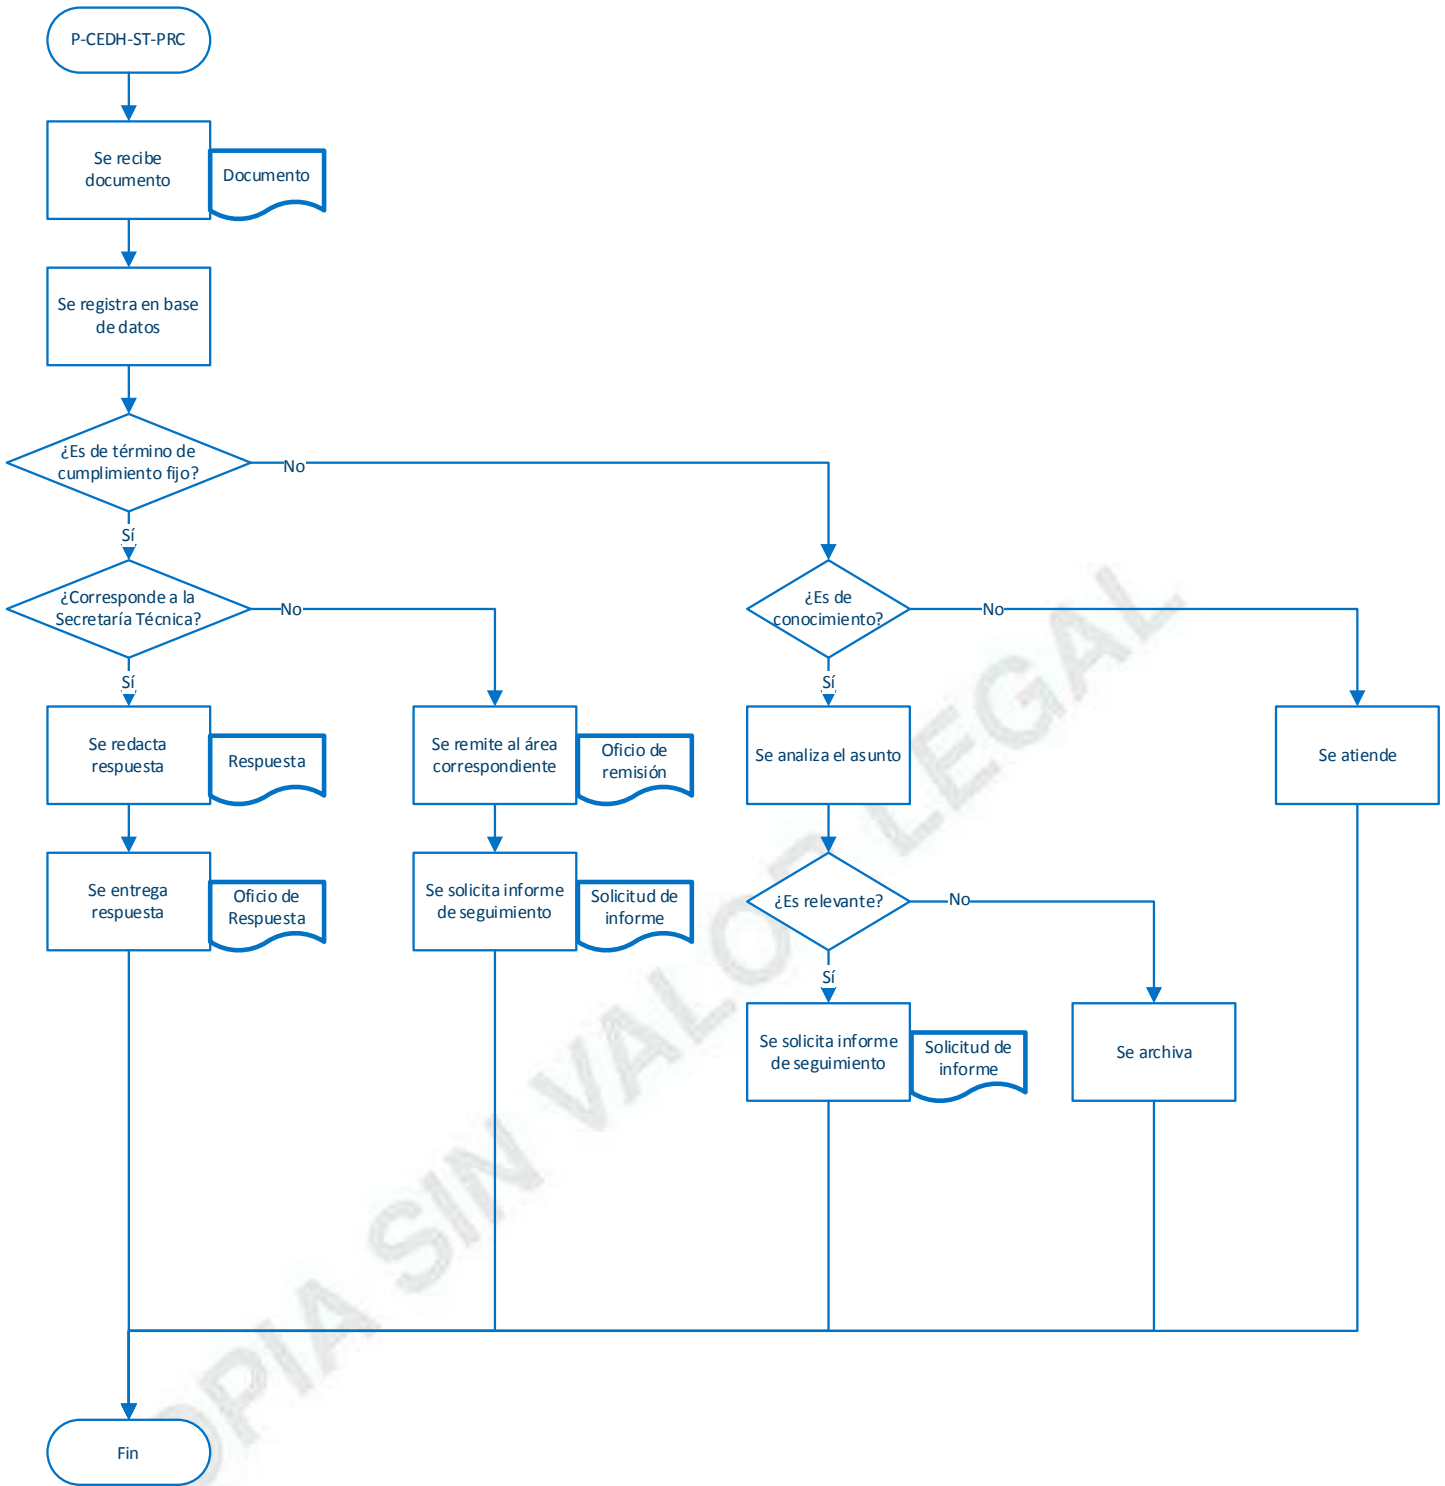 P-CEDH-ST-PRC
Se recibe
documento
Documento
Se registra en base
de datos
¿Es de término de
cumplimiento fijo?
No
Sí
¿Corresponde a la
Secretaría Técnica?
No
¿Es de
conocimiento?
No
Sí
Sí
Se redacta
respuesta
Respuesta
Se remite al área
correspondiente
Oficio de
remisión
Se analiza el asunto
Se atiende
Se entrega
respuesta
Oficio de
Respuesta
Se solicita informe
de seguimiento
Solicitud de
informe
¿Es relevante?
No
Sí
Se solicita informe
de seguimiento
Solicitud de
informe
Se archiva
Fin
OPIA SIN VALOR LEGAL